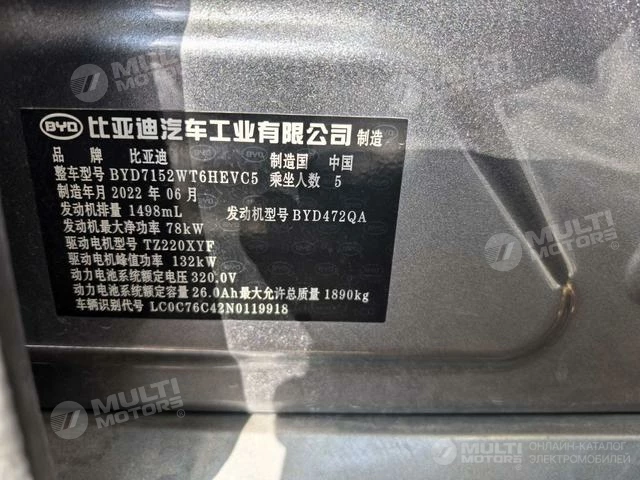 BYD 比亚迪汽车工业有限公司 制造
品 牌 比亚迪 制造国 中国
整车型号 BYD7152WT6HEVC5 乘坐人数 5
制造年月 2022 年 06 月
发动机排量 1498mL 发动机型号 BYD472QA
发动机最大净功率 78kW
驱动电机型号 TZ220XYF
驱动电机峰值功率 132kW
动力电池系统额定电压 320.0V
动力电池系统额定容量 26.0Ah 最大允许总质量 1890kg
车辆识别代号 LC0C76C42N0119918
MULTI MOTORS
MULTI MOTORS
MULTI MOTORS
MULTI MOTORS
MULTI MOTORS ОНЛАЙН-КАТАЛОГ ЭЛЕКТРОМОБИЛЕЙ